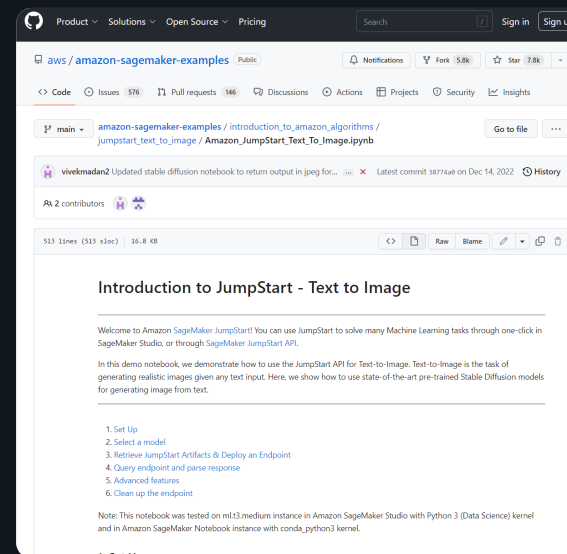 Product Solutions Open Source Pricing Search / Sign in Sign u
aws / amazon-sagemaker-examples Public Notifications Fork 5.8k Star 7.8k
Code Issues 576 Pull requests 146 Discussions Actions Projects Security Insights
main amazon-sagemaker-examples / introduction_to_amazon_algorithms / Go to file ...
jumpstart_text_to_image / Amazon_JumpStart_Text_To_Image.ipynb
vivekmadan2 Updated stable diffusion notebook to return output in jpeg for... ... Latest commit 38774a0 on Dec 14, 2022 History
2 contributors
513 lines (513 sloc) 16.8 KB <> Raw Blame
Introduction to JumpStart - Text to Image
Welcome to Amazon SageMaker JumpStart! You can use JumpStart to solve many Machine Learning tasks through one-click in
SageMaker Studio, or through SageMaker JumpStart API.
In this demo notebook, we demonstrate how to use the JumpStart API for Text-to-Image. Text-to-Image is the task of
generating realistic images given any text input. Here, we show how to use state-of-the-art pre-trained Stable Diffusion models
for generating image from text.
1. Set Up
2. Select a model
3. Retrieve JumpStart Artifacts & Deploy an Endpoint
4. Query endpoint and parse response
5. Advanced features
6. Clean up the endpoint
Note: This notebook was tested on ml.t3.medium instance in Amazon SageMaker Studio with Python 3 (Data Science) kernel
and in Amazon SageMaker Notebook instance with conda_python3 kernel.